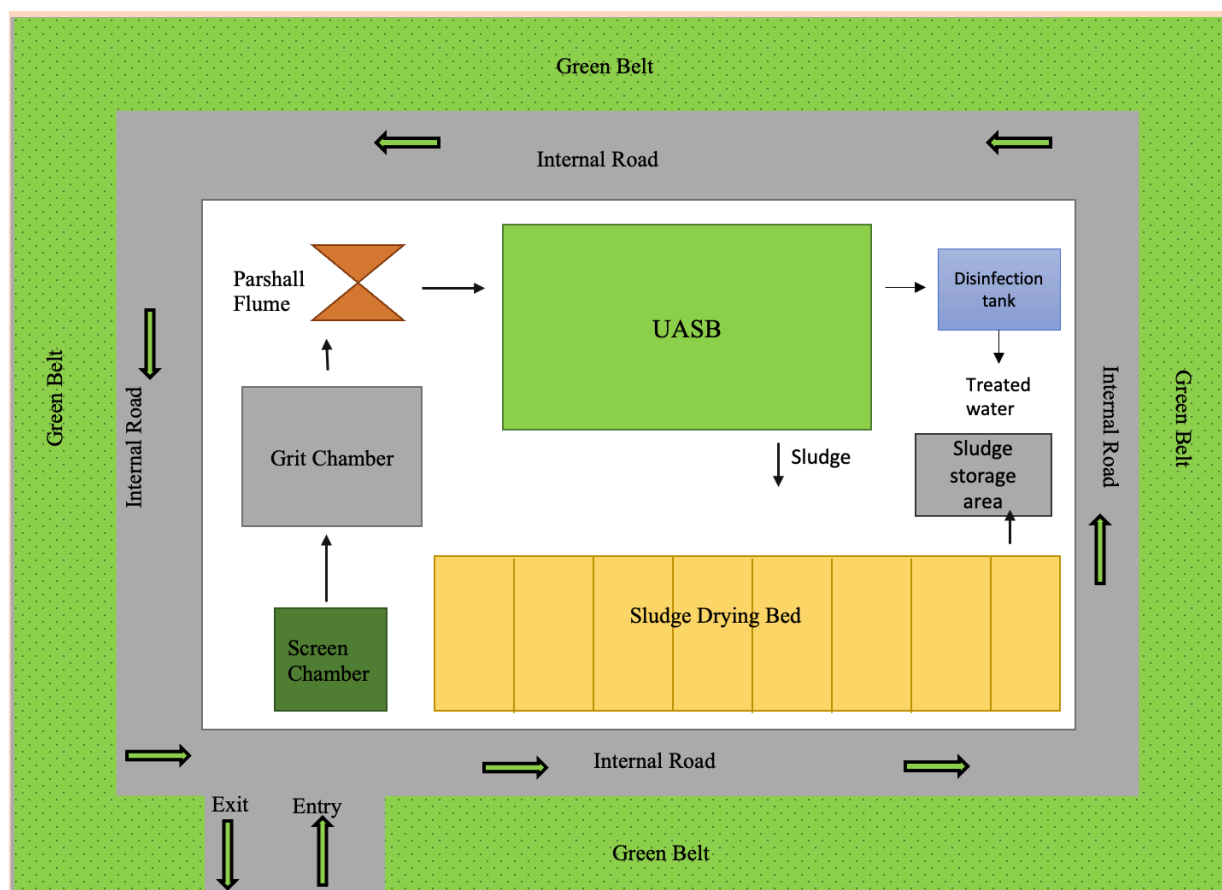 Green Belt
Internal Road
Parshall
Flume
UASB
Disinfection
tank
Treated
water
Green Belt
Internal Road
Internal Road
Green Belt
Grit Chamber
Sludge
Sludge
storage
area
Screen
Chamber
Sludge Drying Bed
Internal Road
Exit
Entry
Green Belt